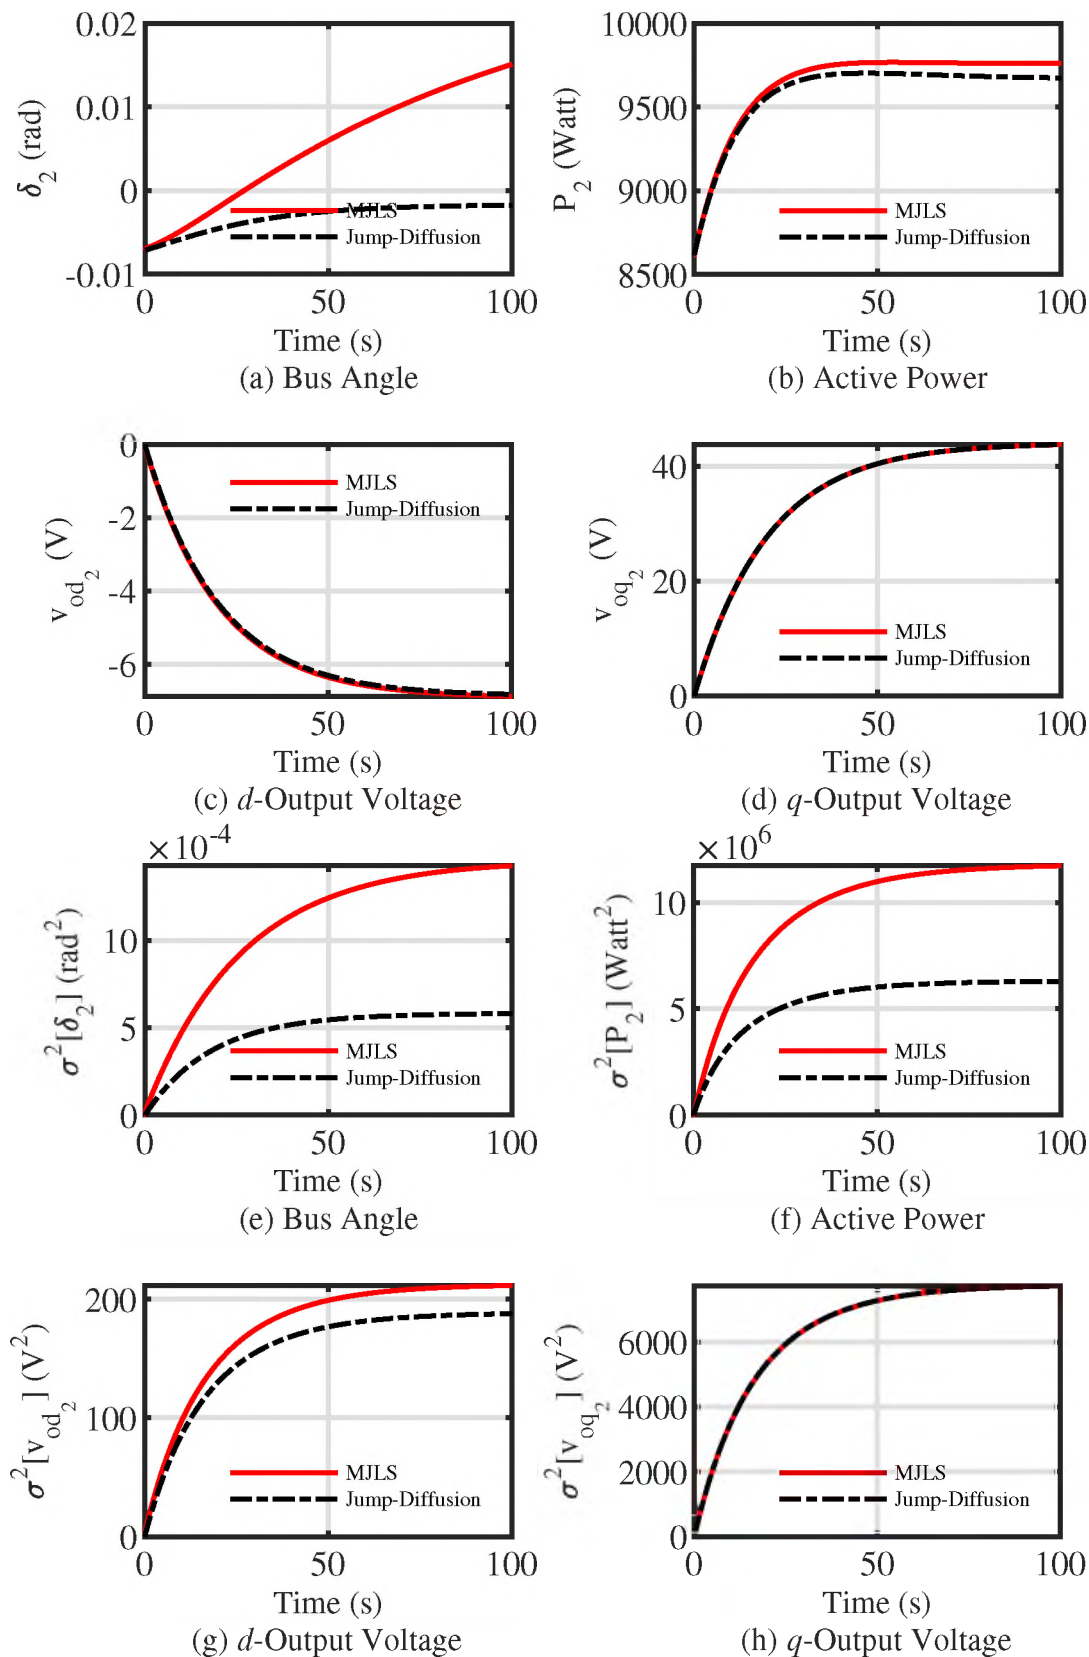 0.02
0.01
0
-0.01
δ2 (rad)
MJLS
Jump-Diffusion
0 50 100
Time (s)
(a) Bus Angle
10000
9500
9000
8500
P2 (Watt)
MJLS
Jump-Diffusion
0 50 100
Time (s)
(b) Active Power
0
-2
-4
-6
vod2 (V)
MJLS
Jump-Diffusion
0 50 100
Time (s)
(c) d-Output Voltage
40
20
0
voq2 (V)
MJLS
Jump-Diffusion
0 50 100
Time (s)
(d) q-Output Voltage
×10-4
10
5
0
σ2[δ2] (rad2)
MJLS
Jump-Diffusion
0 50 100
Time (s)
(e) Bus Angle
×106
10
5
0
σ2[P2] (Watt2)
MJLS
Jump-Diffusion
0 50 100
Time (s)
(f) Active Power
200
100
0
σ2[vod2] (V2)
MJLS
Jump-Diffusion
0 50 100
Time (s)
(g) d-Output Voltage
6000
4000
2000
0
σ2[voq2] (V2)
MJLS
Jump-Diffusion
0 50 100
Time (s)
(h) q-Output Voltage